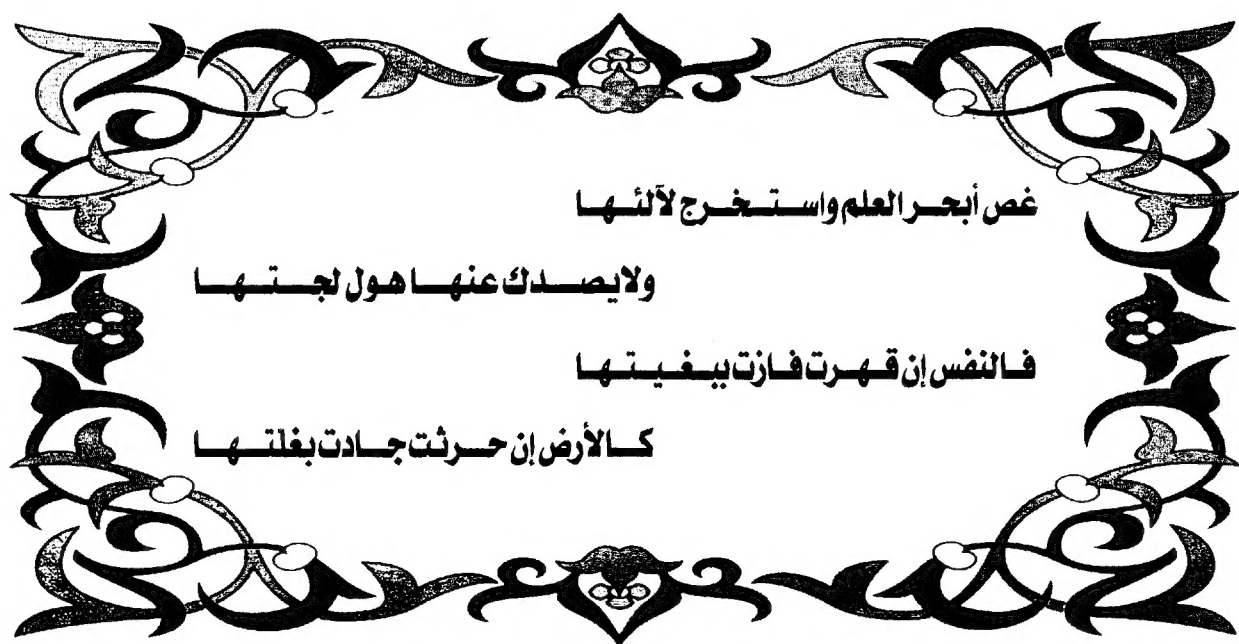 غص أبحر العلم واستخرج لآلئها
ولا يصدك عنها هول لجتها
فالنفس إن قهرت فازت ببغيتها
كالأرض إن حرثت جادت بغلتها